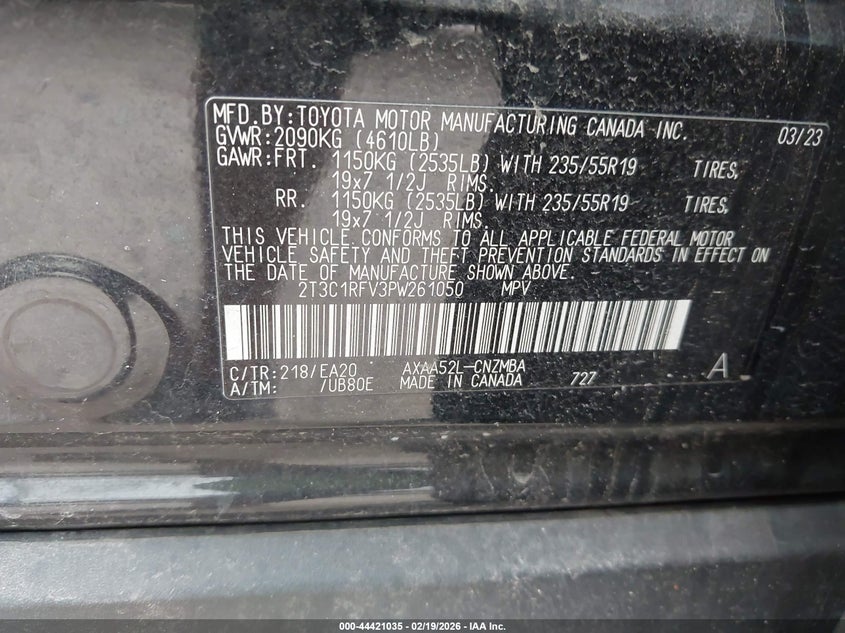 MFD.BY:TOYOTA MOTOR MANUFACTURING CANADA INC. 03/23
GVWR:2090KG (4610LB)
GAWR:FRT. 1150KG (2535LB) WITH 235/55R19 TIRES,
19x7 1/2J RIMS.
RR. 1150KG (2535LB) WITH 235/55R19 TIRES,
19x7 1/2J RIMS.
THIS VEHICLE CONFORMS TO ALL APPLICABLE FEDERAL MOTOR
VEHICLE SAFETY AND THEFT PREVENTION STANDARDS IN EFFECT ON
THE DATE OF MANUFACTURE SHOWN ABOVE.
2T3C1RFV3PW261050 MPV
C/TR:218/EA20 AXAA52L-CNZMBA A
A/TM: /UB80E MADE IN CANADA 727
000-44421035 - 02/19/2026 - IAA Inc.